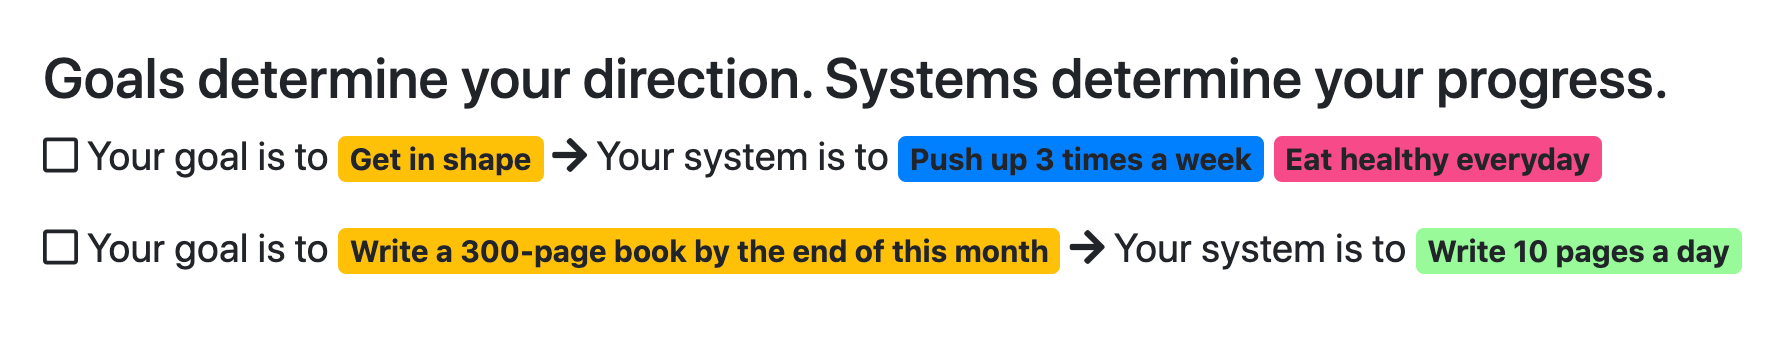 Goals determine your direction. Systems determine your progress.
Your goal is to Get in shape → Your system is to Push up 3 times a week Eat healthy everyday
Your goal is to Write a 300-page book by the end of this month → Your system is to Write 10 pages a day